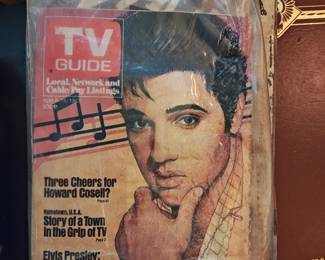 TV
GUIDE
Local, Network and
Cable/Pay Listings
Three Cheers for
Howard Cosell?
Hometown, U.S.A.
Story of a Town
in the Grip of TV
Elvis Presley: